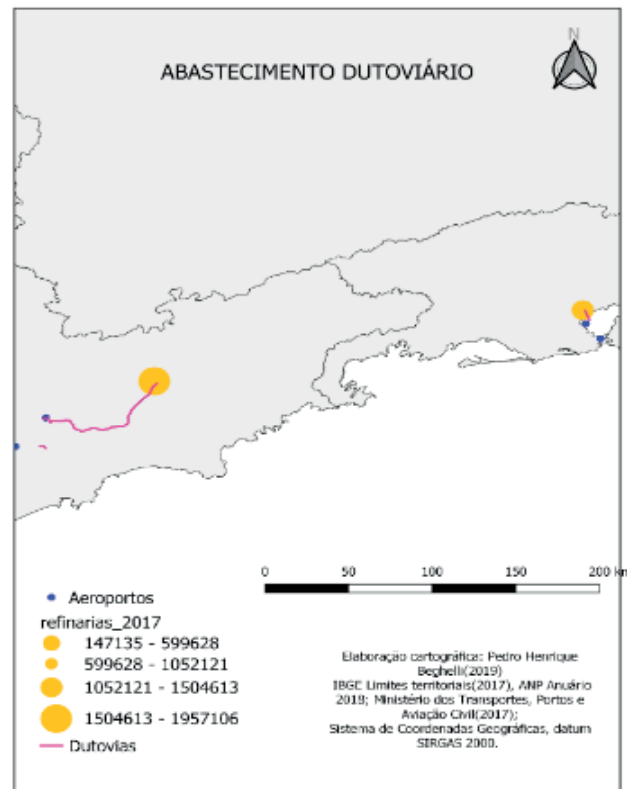 N
ABASTECIMENTO DUTOVIÁRIO
0 50 100 150 200 km
Aeroportos
refinarias_2017
147135 - 599628
599628 - 1052121
1052121 - 1504613
1504613 - 1957106
Dutovias
Elaboração cartográfica: Pedro Henrique
Beghelli(2019)
IBGE Limites territoriais(2017), ANP Anuário
2018; Ministério dos Transportes, Portos e
Aviação Civil(2017);
Sistema de Coordenadas Geográficas, datum
SIRGAS 2000.